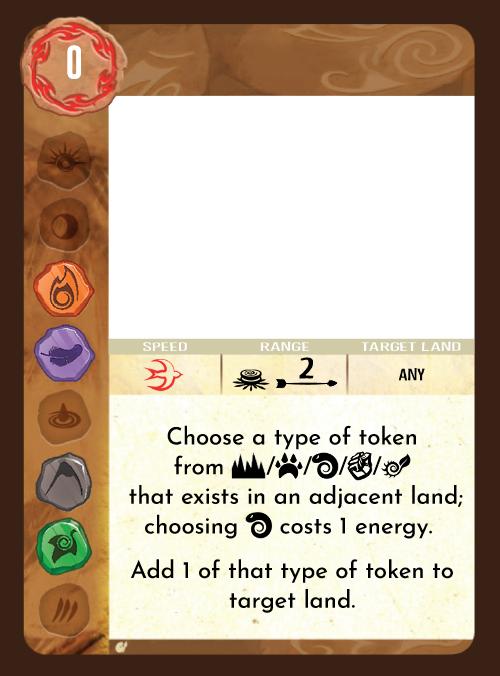 0
SPEED RANGE TARGET LAND
2 ANY
Choose a type of token
from / / / /
that exists in an adjacent land;
choosing costs 1 energy.
Add 1 of that type of token to
target land.